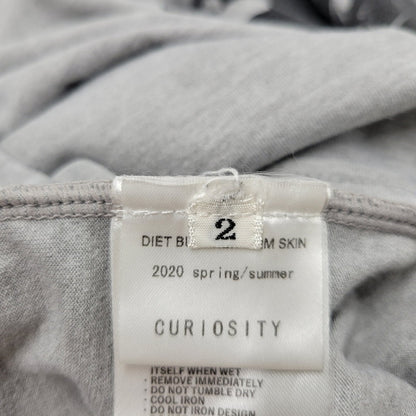 2
DIET M SKIN
2020 spring/summer
CURIOSITY
ITSELF WHEN WET
· REMOVE IMMEDIATELY
· DO NOT TUMBLE DRY
· COOL IRON
· DO NOT IRON DESIGN